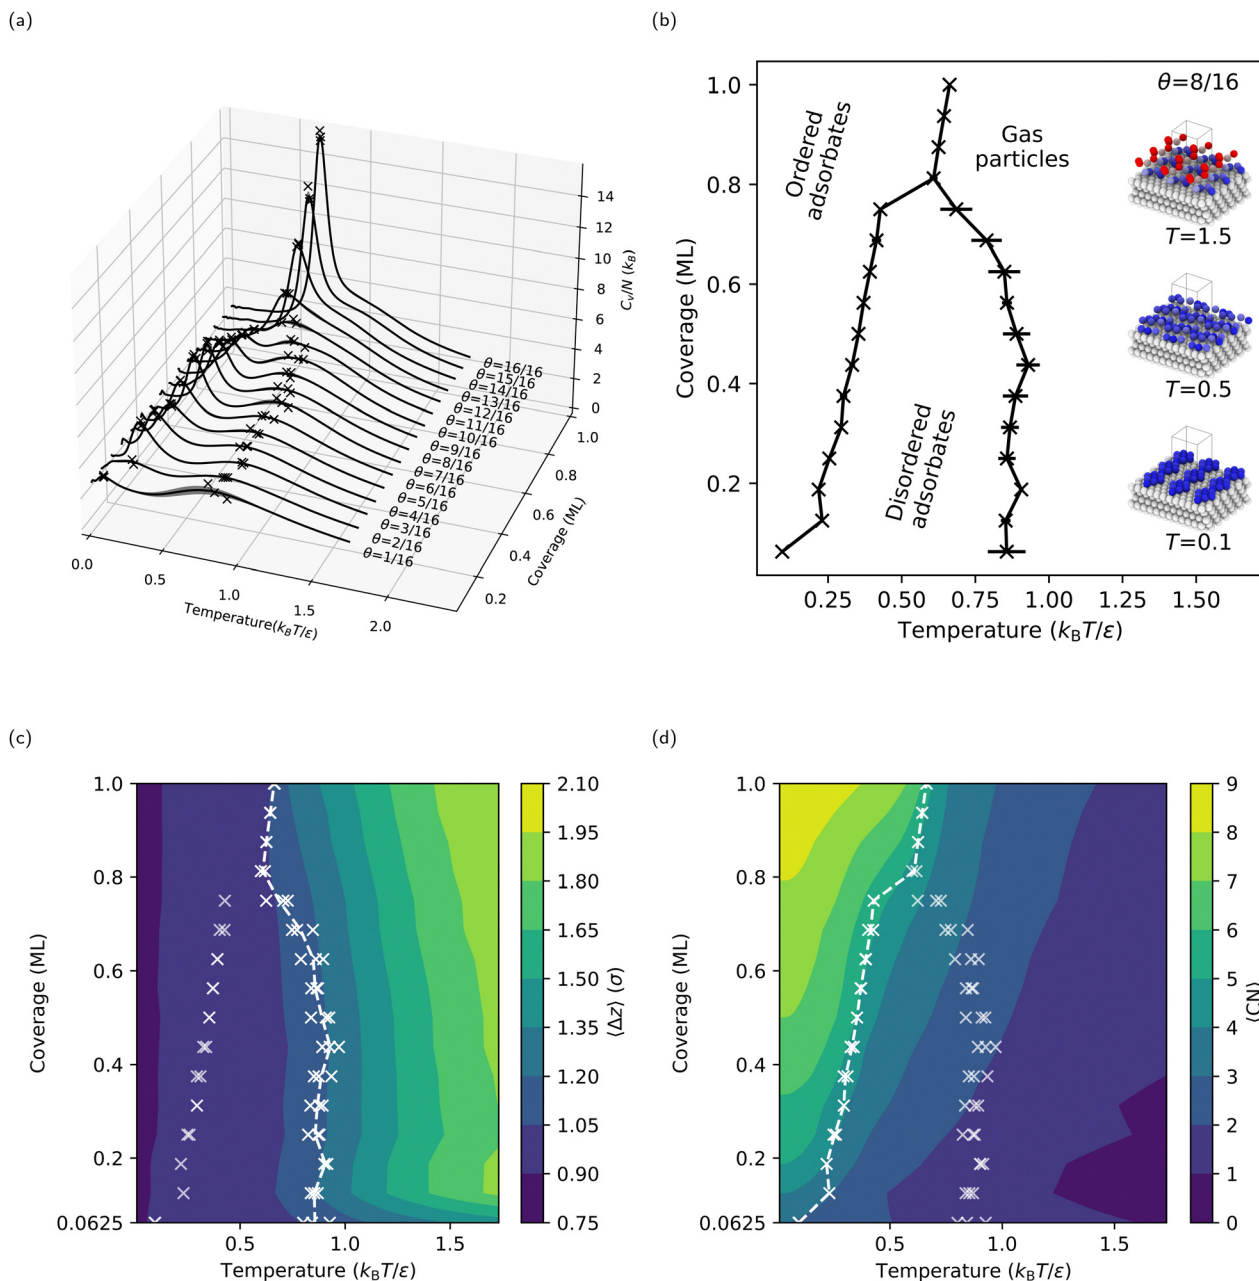 (a)
14
12
10
8
6
4
2
0
C_v/N (k_B)
θ=16/16
θ=15/16
θ=14/16
θ=13/16
θ=12/16
θ=11/16
θ=10/16
θ=9/16
θ=8/16
θ=7/16
θ=6/16
θ=5/16
θ=4/16
θ=3/16
θ=2/16
θ=1/16
1.0
0.8
0.6
0.4
0.2
Coverage (ML)
0.0
0.5
1.0
1.5
2.0
Temperature(k_BT/ε)
(b)
1.0
0.8
0.6
0.4
0.2
Coverage (ML)
Ordered
adsorbates
Gas
particles
Disordered
adsorbates
θ=8/16
T=1.5
T=0.5
T=0.1
0.25 0.50 0.75 1.00 1.25 1.50
Temperature (k_BT/ε)
(c)
1.0
0.8
0.6
0.4
0.2
0.0625
Coverage (ML)
0.5 1.0 1.5
Temperature (k_BT/ε)
2.10
1.95
1.80
1.65
1.50
1.35
1.20
1.05
0.90
0.75
⟨Δz⟩ (σ)
(d)
1.0
0.8
0.6
0.4
0.2
0.0625
Coverage (ML)
0.5 1.0 1.5
Temperature (k_BT/ε)
9
8
7
6
5
4
3
2
1
0
⟨CN⟩